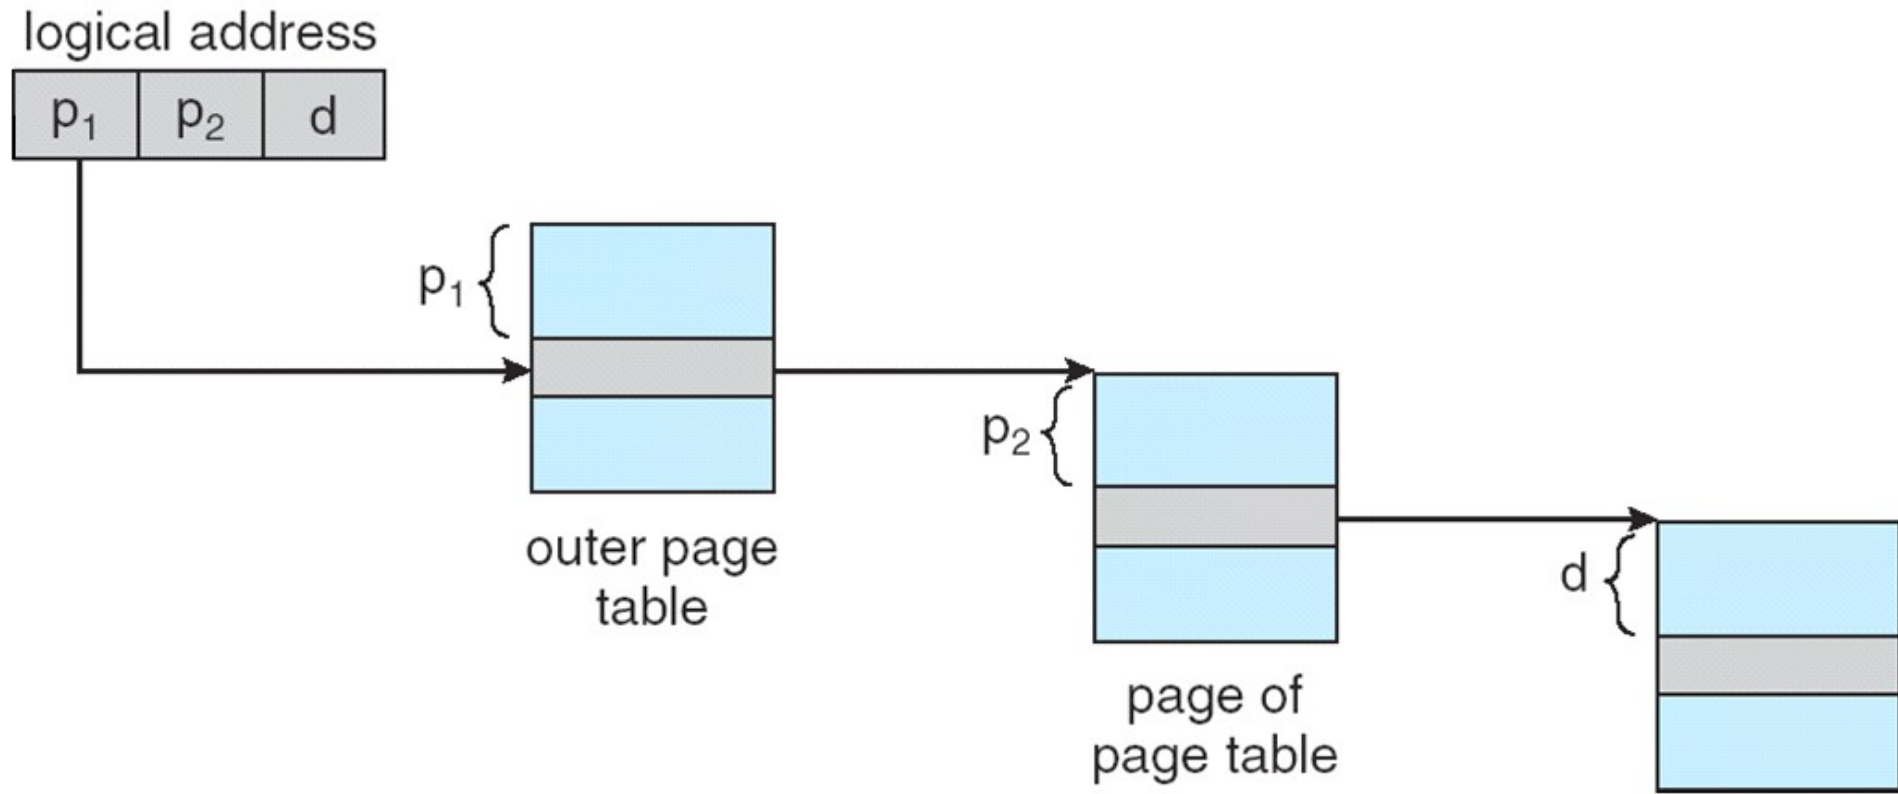 logical address
p₁ p₂ d
p₁
p₂
d
outer page
table
page of
page table